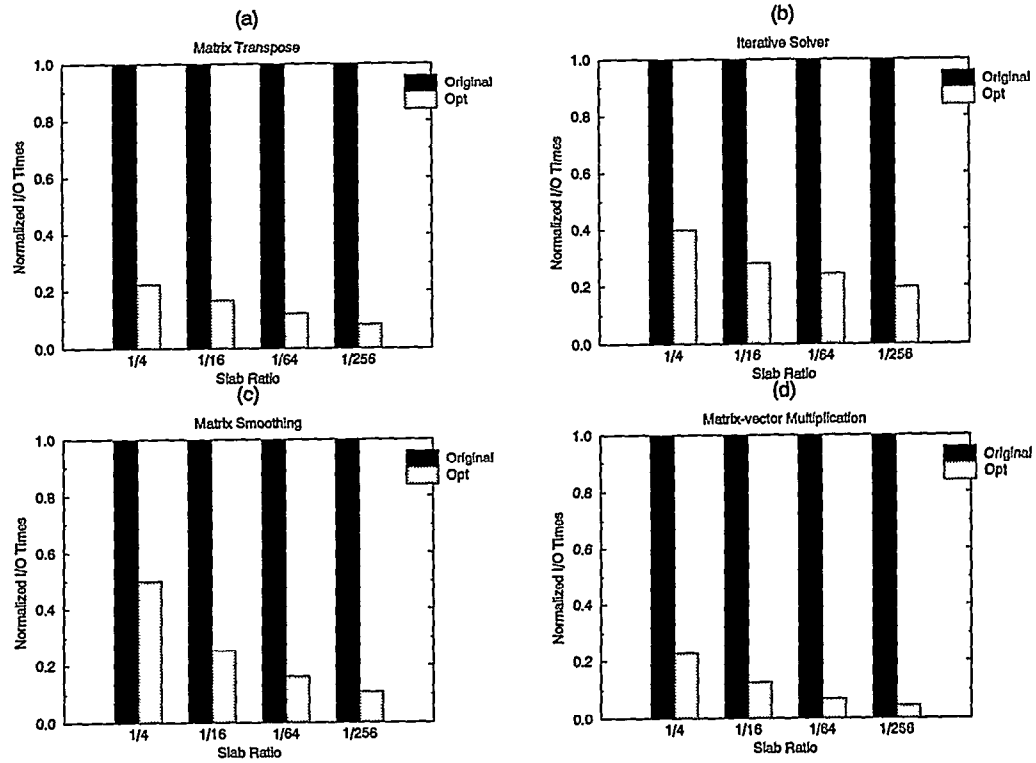 (a)
Matrix Transpose
1.0
0.8
0.6
0.4
0.2
0.0
Normalized I/O Times
1/4 1/16 1/64 1/256
Slab Ratio
Original
Opt
(b)
Iterative Solver
1.0
0.8
0.6
0.4
0.2
0.0
Normalized I/O Times
1/4 1/16 1/64 1/256
Slab Ratio
Original
Opt
(c)
Matrix Smoothing
1.0
0.8
0.6
0.4
0.2
0.0
Normalized I/O Times
1/4 1/16 1/64 1/256
Slab Ratio
Original
Opt
(d)
Matrix-vector Multiplication
1.0
0.8
0.6
0.4
0.2
0.0
Normalized I/O Times
1/4 1/16 1/64 1/256
Slab Ratio
Original
Opt